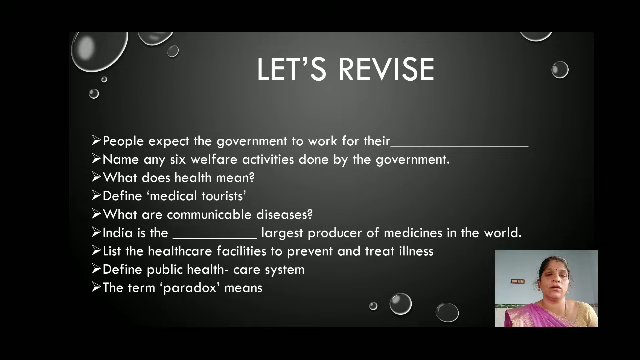 LET'S REVISE
➢People expect the government to work for their____________________
➢Name any six welfare activities done by the government.
➢What does health mean?
➢Define ‘medical tourists’
➢What are communicable diseases?
➢India is the ____________ largest producer of medicines in the world.
➢List the healthcare facilities to prevent and treat illness
➢Define public health- care system
➢The term ‘paradox’ means